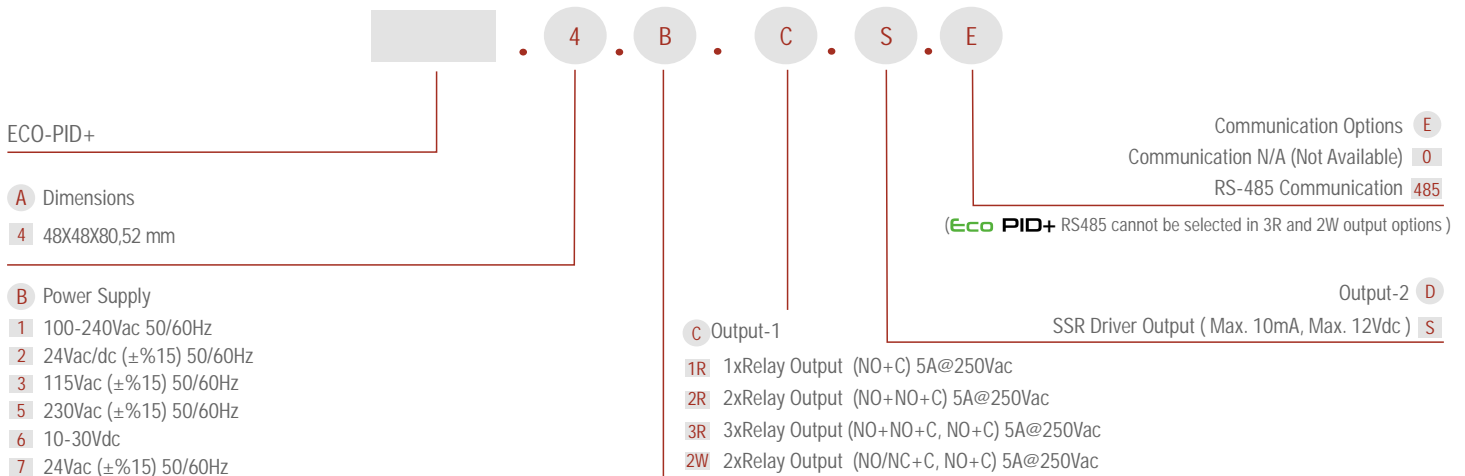 . 4 . B . C . S . E
ECO-PID+
A Dimensions
4 48X48X80,52 mm
B Power Supply
1 100-240Vac 50/60Hz
2 24Vac/dc (±%15) 50/60Hz
3 115Vac (±%15) 50/60Hz
5 230Vac (±%15) 50/60Hz
6 10-30Vdc
7 24Vac (±%15) 50/60Hz
C Output-1
1R 1xRelay Output (NO+C) 5A@250Vac
2R 2xRelay Output (NO+NO+C) 5A@250Vac
3R 3xRelay Output (NO+NO+C, NO+C) 5A@250Vac
2W 2xRelay Output (NO/NC+C, NO+C) 5A@250Vac
Communication Options E
Communication N/A (Not Available) 0
RS-485 Communication 485
(Eco PID+ RS485 cannot be selected in 3R and 2W output options )
Output-2 D
SSR Driver Output ( Max. 10mA, Max. 12Vdc ) S